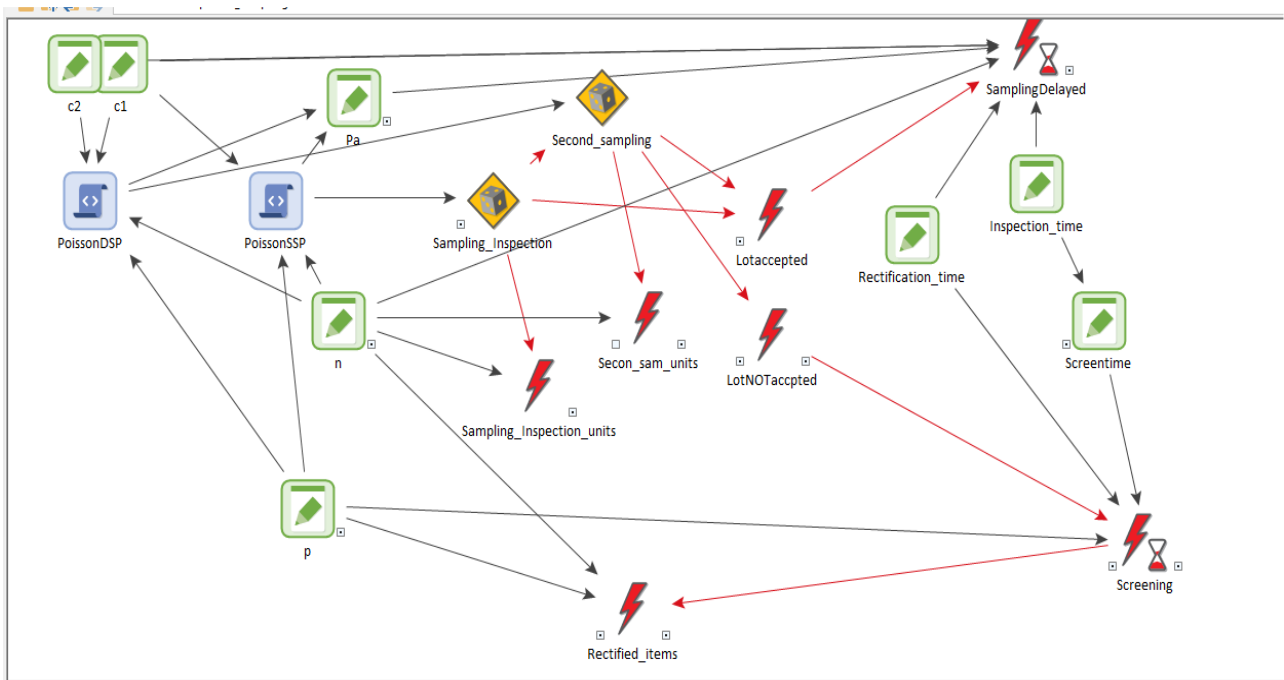 SamplingDelayed
c2
c1
Pa
Second_sampling
PoissonDSP
PoissonSSP
Sampling_Inspection
Lotaccepted
Inspection_time
Rectification_time
n
Secon_sam_units
LotNOTaccpted
Screentime
Sampling_Inspection_units
p
Screening
Rectified_items